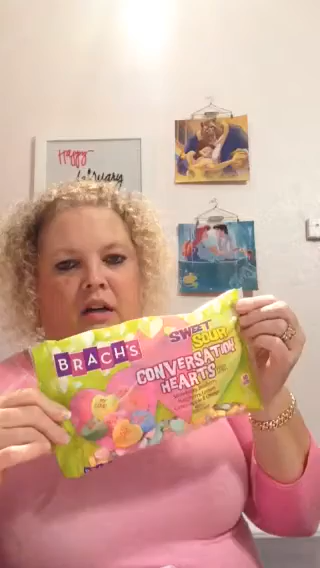 Happy
February
BRACH'S
SWEET
SOUR
CONVERSATION
HEARTS